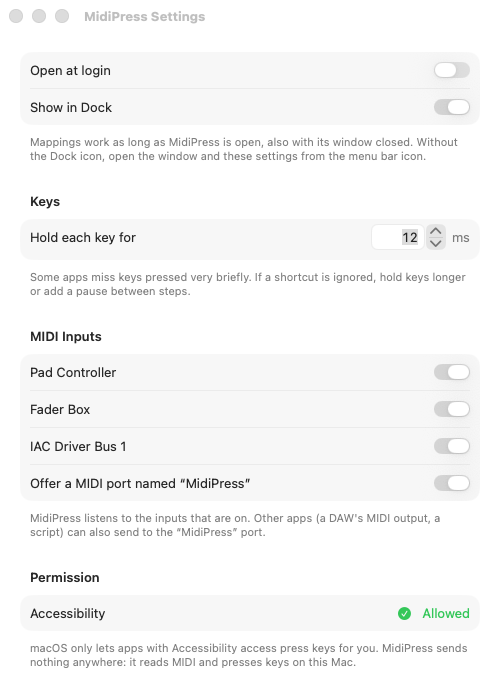 MidiPress Settings
Open at login
Show in Dock
Mappings work as long as MidiPress is open, also with its window closed. Without
the Dock icon, open the window and these settings from the menu bar icon.
Keys
Hold each key for 12 ms
Some apps miss keys pressed very briefly. If a shortcut is ignored, hold keys longer
or add a pause between steps.
MIDI Inputs
Pad Controller
Fader Box
IAC Driver Bus 1
Offer a MIDI port named “MidiPress”
MidiPress listens to the inputs that are on. Other apps (a DAW's MIDI output, a
script) can also send to the “MidiPress” port.
Permission
Accessibility Allowed
macOS only lets apps with Accessibility access press keys for you. MidiPress sends
nothing anywhere: it reads MIDI and presses keys on this Mac.